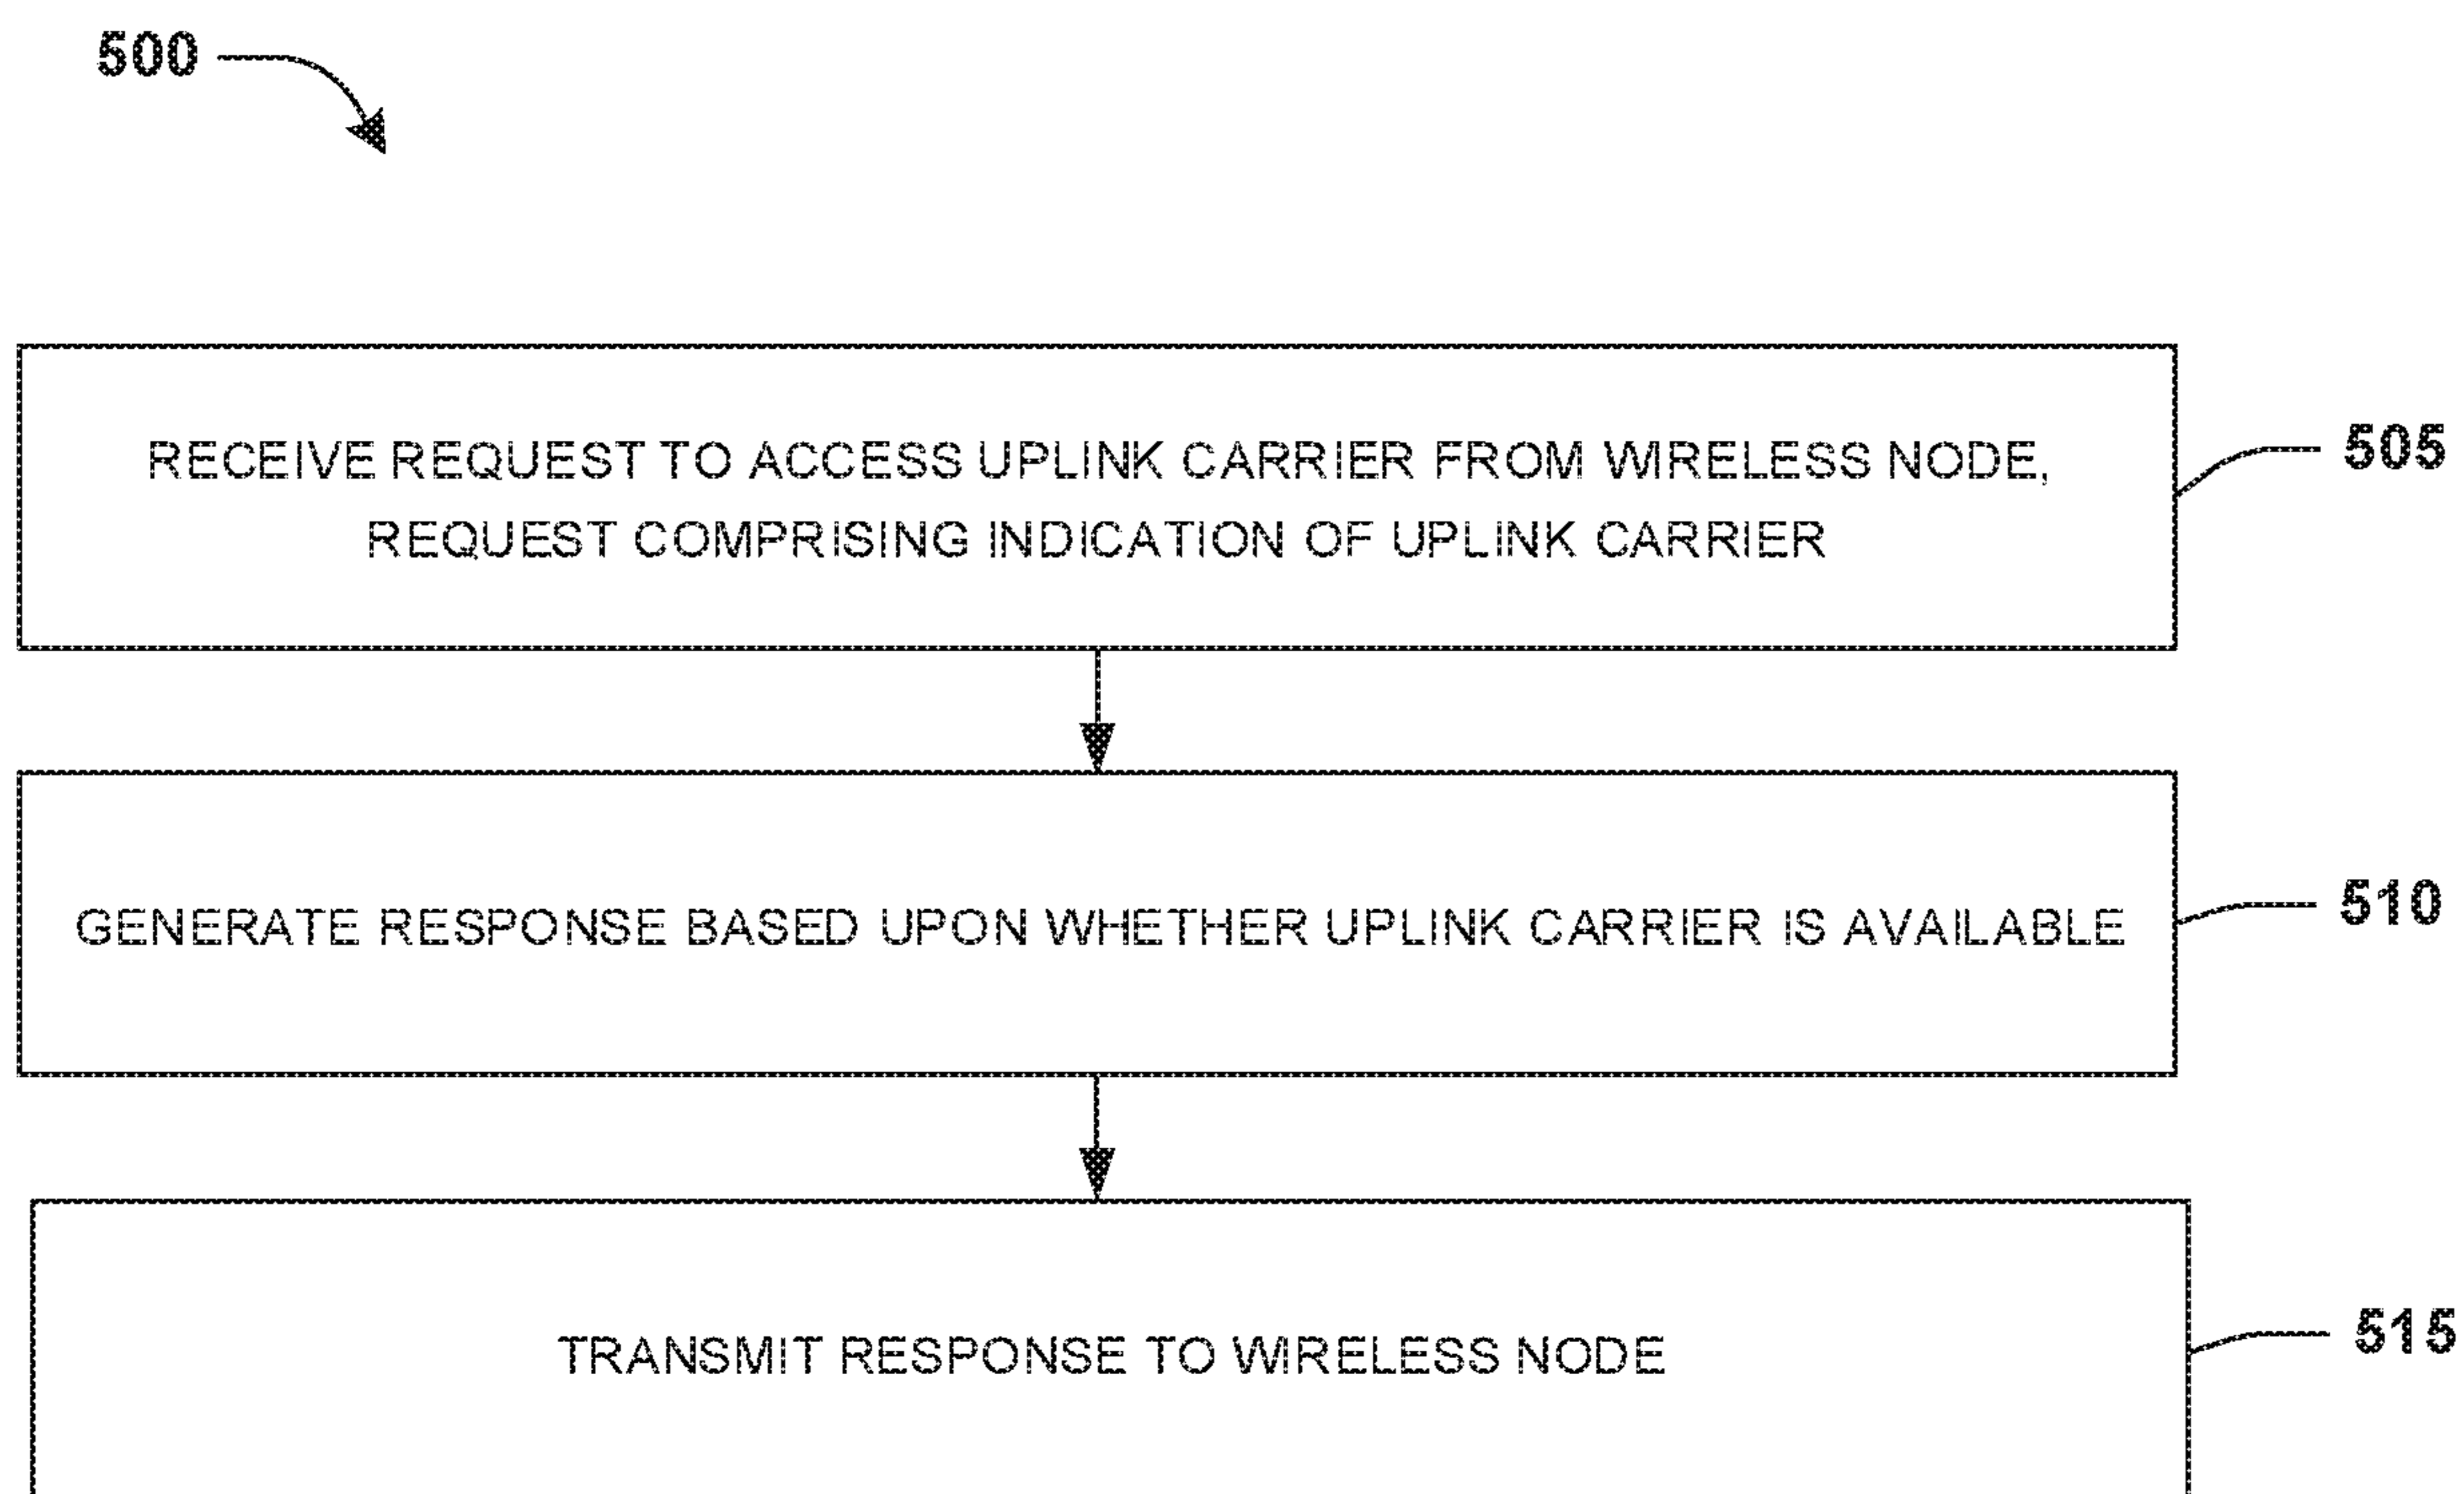 500
RECEIVE REQUEST TO ACCESS UPLINK CARRIER FROM WIRELESS NODE,
REQUEST COMPRISING INDICATION OF UPLINK CARRIER
505
GENERATE RESPONSE BASED UPON WHETHER UPLINK CARRIER IS AVAILABLE
510
TRANSMIT RESPONSE TO WIRELESS NODE
515